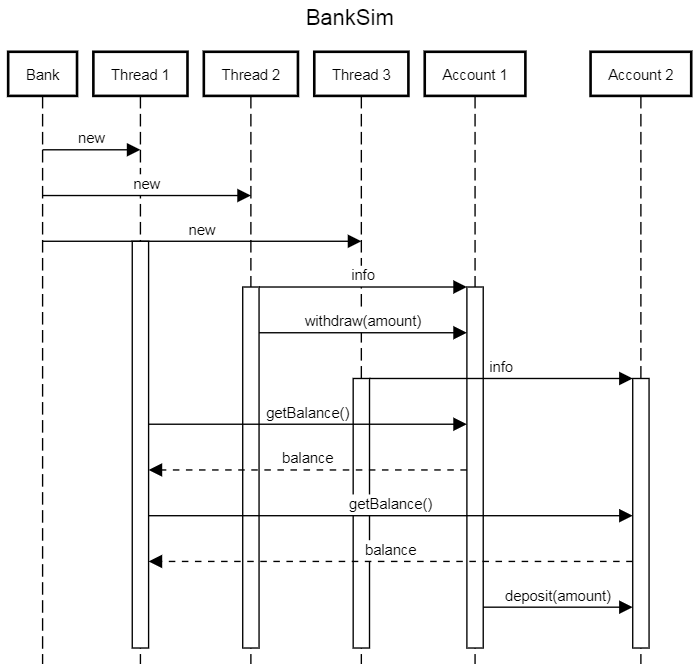 BankSim
Bank
Thread 1
Thread 2
Thread 3
Account 1
Account 2
new
new
new
info
withdraw(amount)
info
getBalance()
balance
getBalance()
balance
deposit(amount)